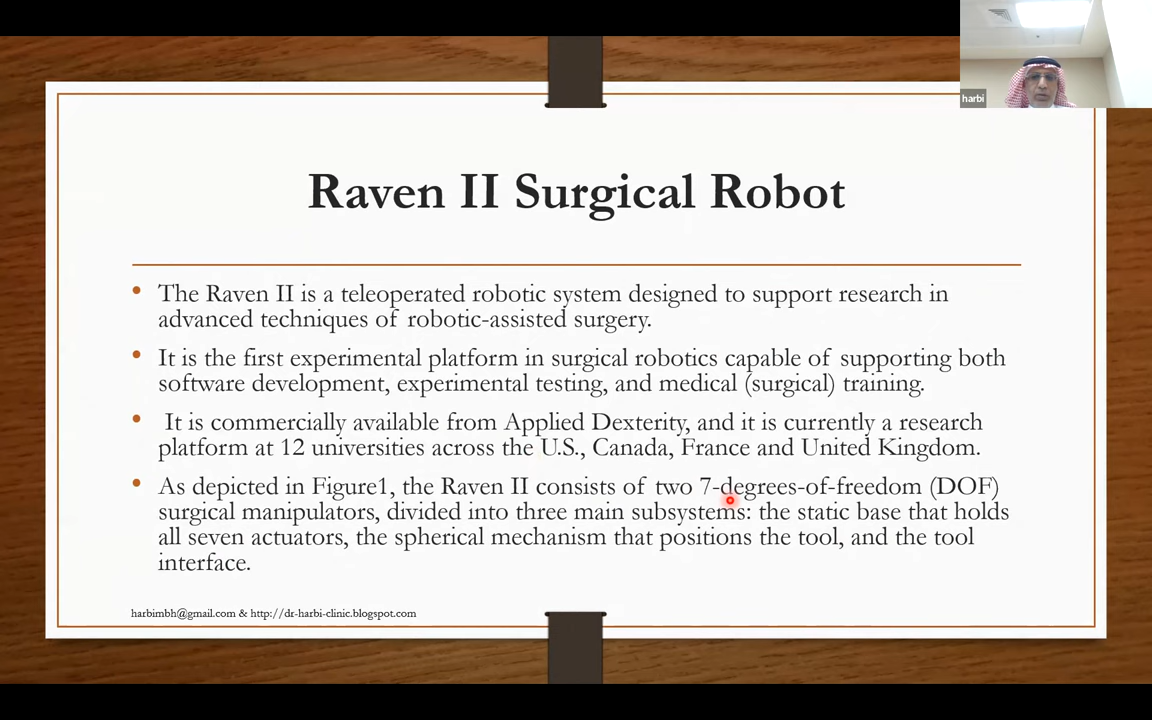 harbi
Raven II Surgical Robot
• The Raven II is a teleoperated robotic system designed to support research in
advanced techniques of robotic-assisted surgery.
• It is the first experimental platform in surgical robotics capable of supporting both
software development, experimental testing, and medical (surgical) training.
• It is commercially available from Applied Dexterity, and it is currently a research
platform at 12 universities across the U.S., Canada, France and United Kingdom.
• As depicted in Figure1, the Raven II consists of two 7-degrees-of-freedom (DOF)
surgical manipulators, divided into three main subsystems: the static base that holds
all seven actuators, the spherical mechanism that positions the tool, and the tool
interface.
harbimbh@gmail.com & http://dr-harbi-clinic.blogspot.com